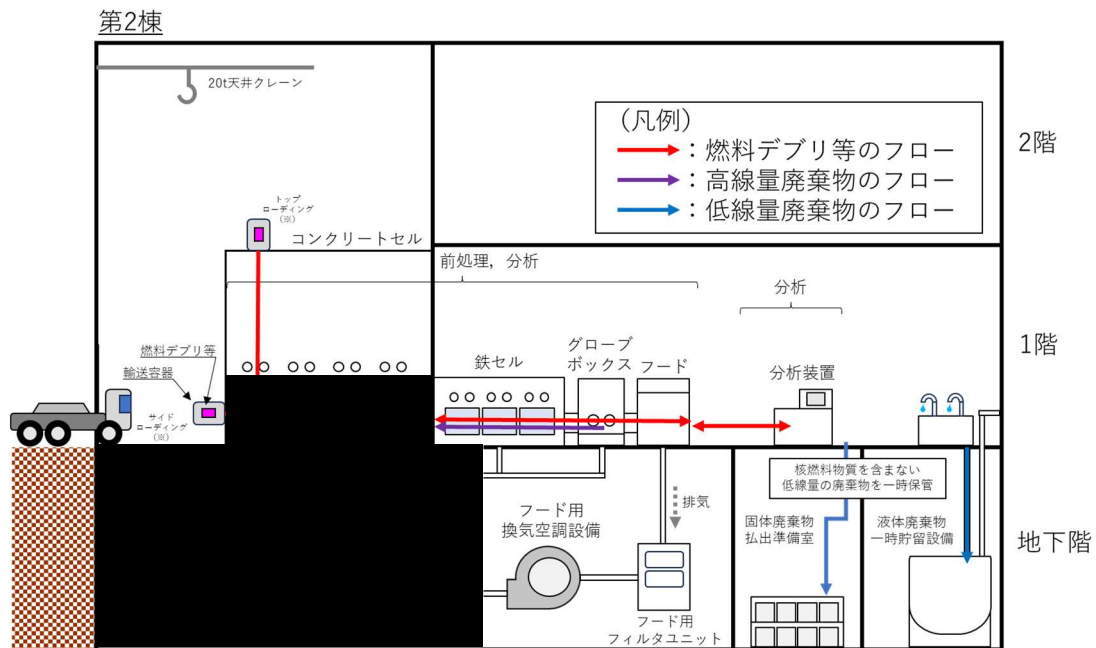 第2棟
20t天井クレーン
(凡例)
:燃料デブリ等のフロー
:高線量廃棄物のフロー
:低線量廃棄物のフロー
2階
トップ
ローディング
(※)
コンクリートセル
前処理,分析
分析
1階
燃料デブリ等
輸送容器
サイド
ローディング
(※)
鉄セル
グローブ
ボックス
フード
分析装置
核燃料物質を含まない
低線量の廃棄物を一時保管
排気
フード用
換気空調設備
固体廃棄物
払出準備室
液体廃棄物
一時貯留設備
地下階
フード用
フィルタユニット